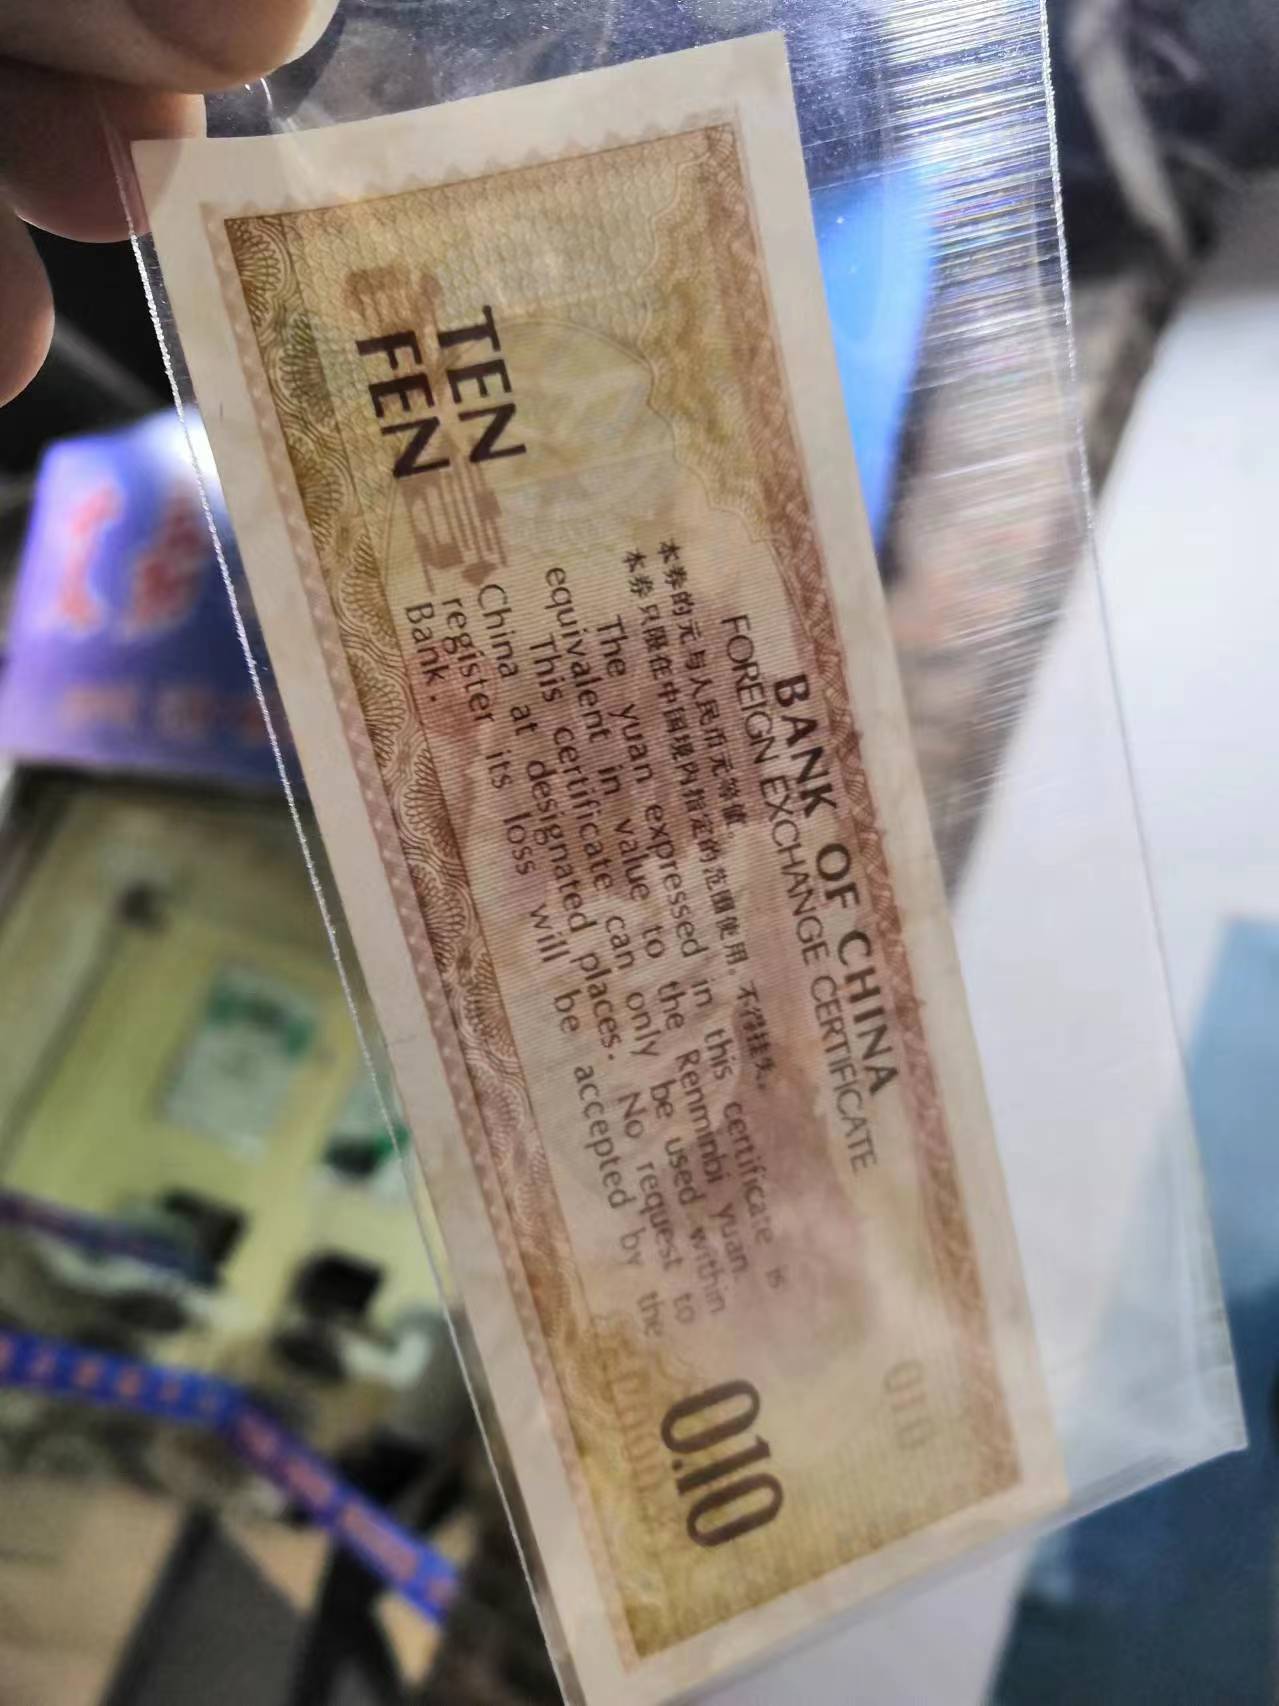 BANK OF CHINA
FOREIGN EXCHANGE CERTIFICATE
本券的元与人民币元等值。
本券只限在中国境内指定的范围使用。不得挂失。
The yuan expressed in this certificate is
equivalent in value to the Renminbi yuan.
This certificate can only be used within
China at designated places. No request to
register its loss will be accepted by the
Bank.
TEN
FEN
0.10